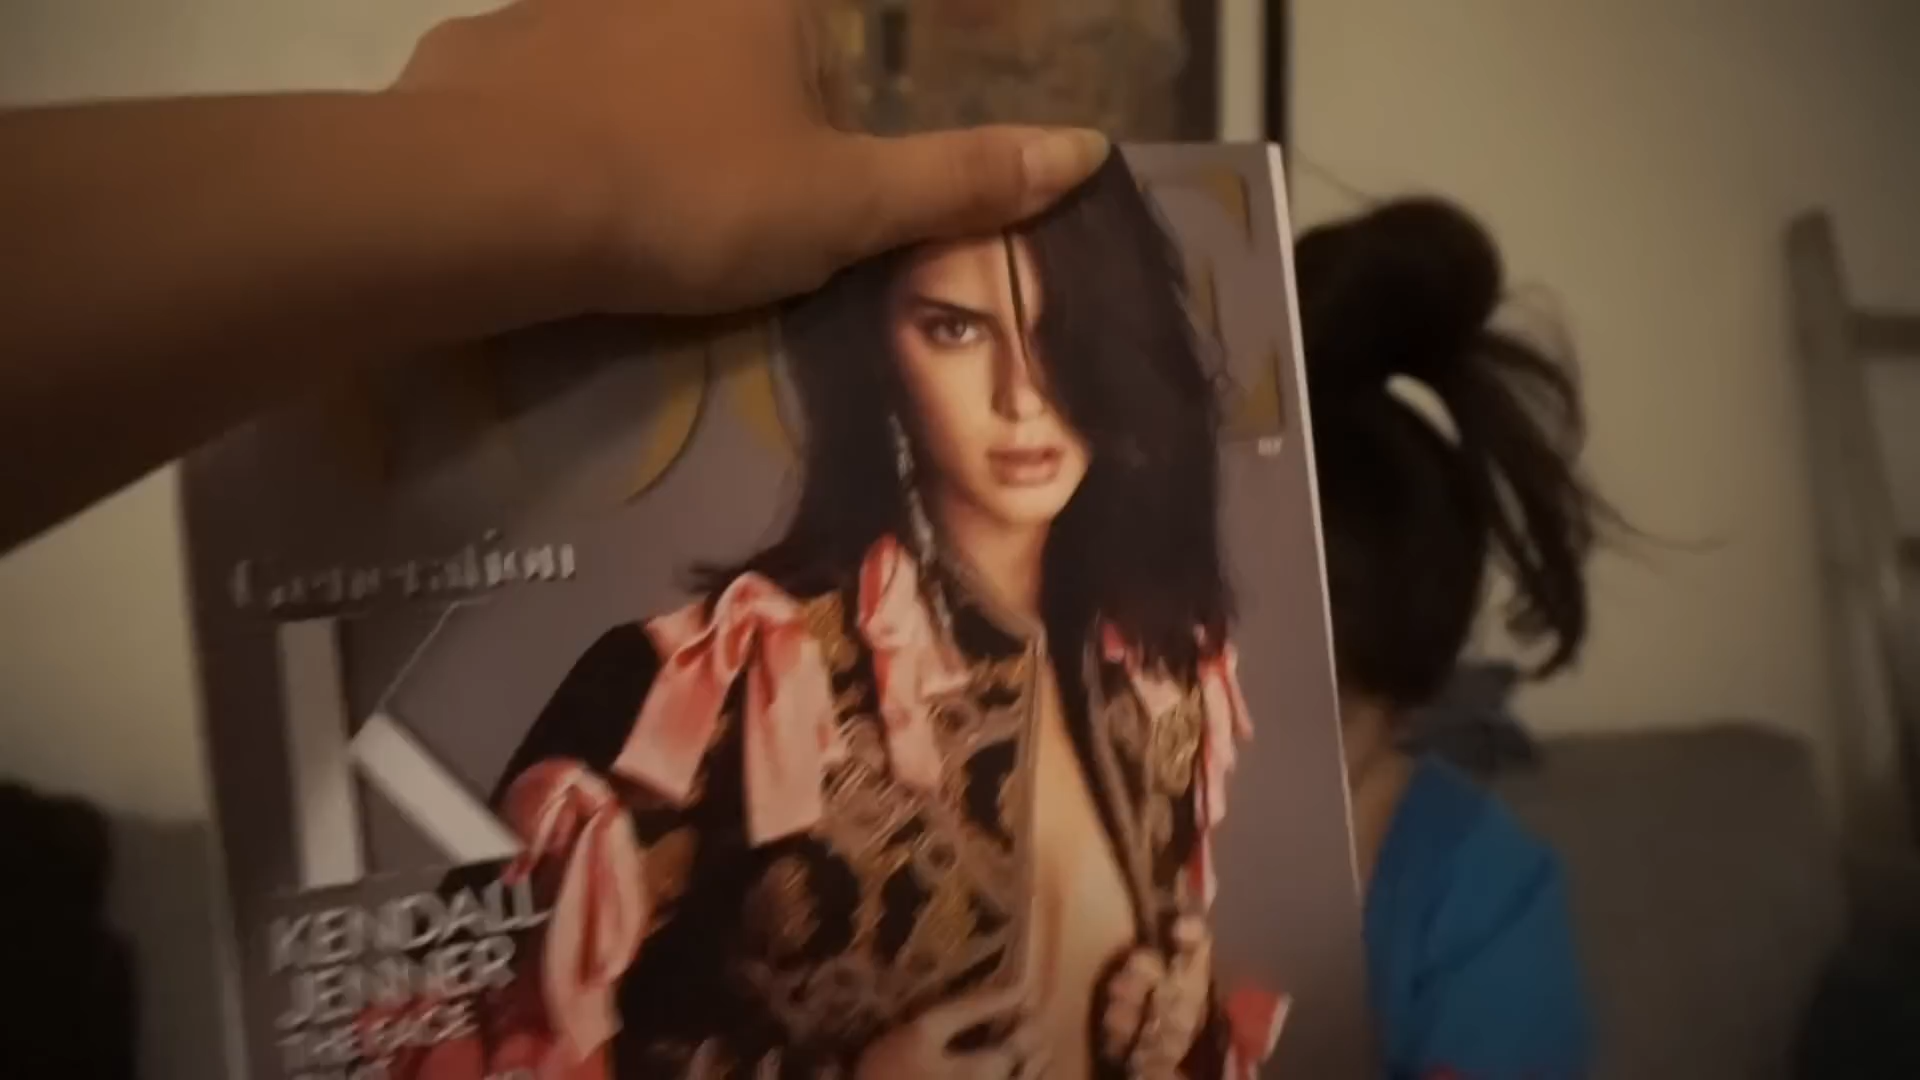 Generation
K
KENDALL
JENNER
THE FACE